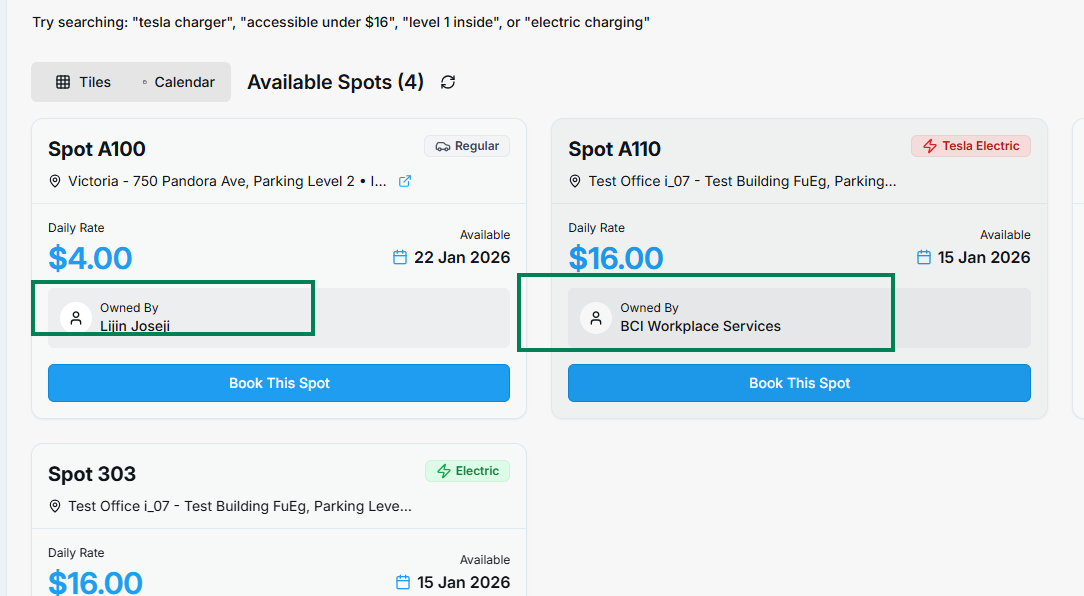 Try searching: "tesla charger", "accessible under $16", "level 1 inside", or "electric charging"
Tiles
Calendar
Available Spots (4)
Spot A100
Regular
Victoria - 750 Pandora Ave, Parking Level 2 • I...
Daily Rate
Available
$4.00
22 Jan 2026
Owned By
Lijin Joseji
Book This Spot
Spot A110
Tesla Electric
Test Office i_07 - Test Building FuEg, Parking...
Daily Rate
Available
$16.00
15 Jan 2026
Owned By
BCI Workplace Services
Book This Spot
Spot 303
Electric
Test Office i_07 - Test Building FuEg, Parking Leve...
Daily Rate
Available
$16.00
15 Jan 2026